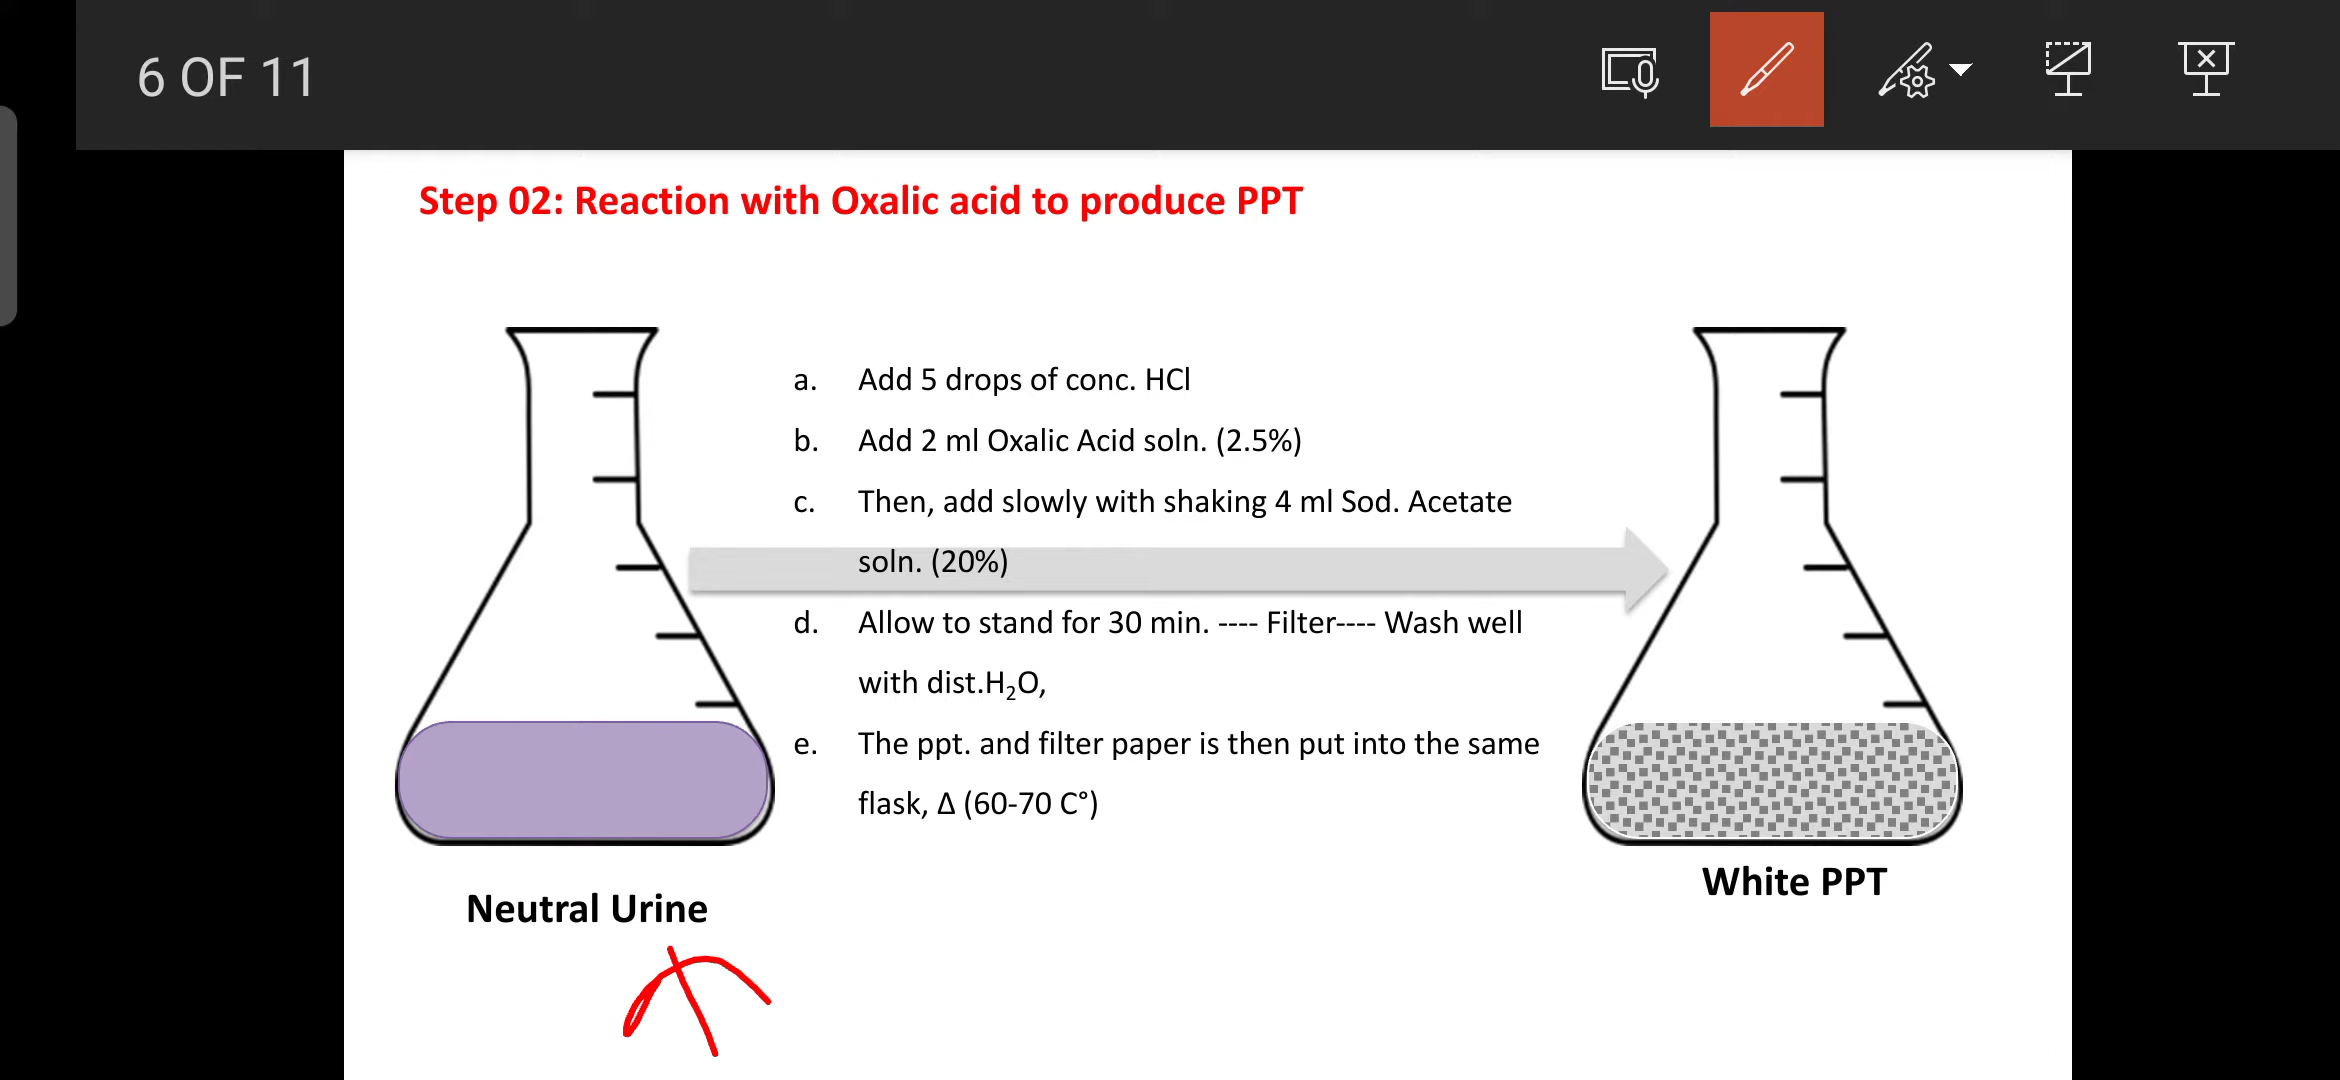 6 OF 11
Step 02: Reaction with Oxalic acid to produce PPT
a. Add 5 drops of conc. HCl
b. Add 2 ml Oxalic Acid soln. (2.5%)
c. Then, add slowly with shaking 4 ml Sod. Acetate
soln. (20%)
d. Allow to stand for 30 min. ---- Filter---- Wash well
with dist.H₂O,
e. The ppt. and filter paper is then put into the same
flask, Δ (60-70 C°)
Neutral Urine
White PPT